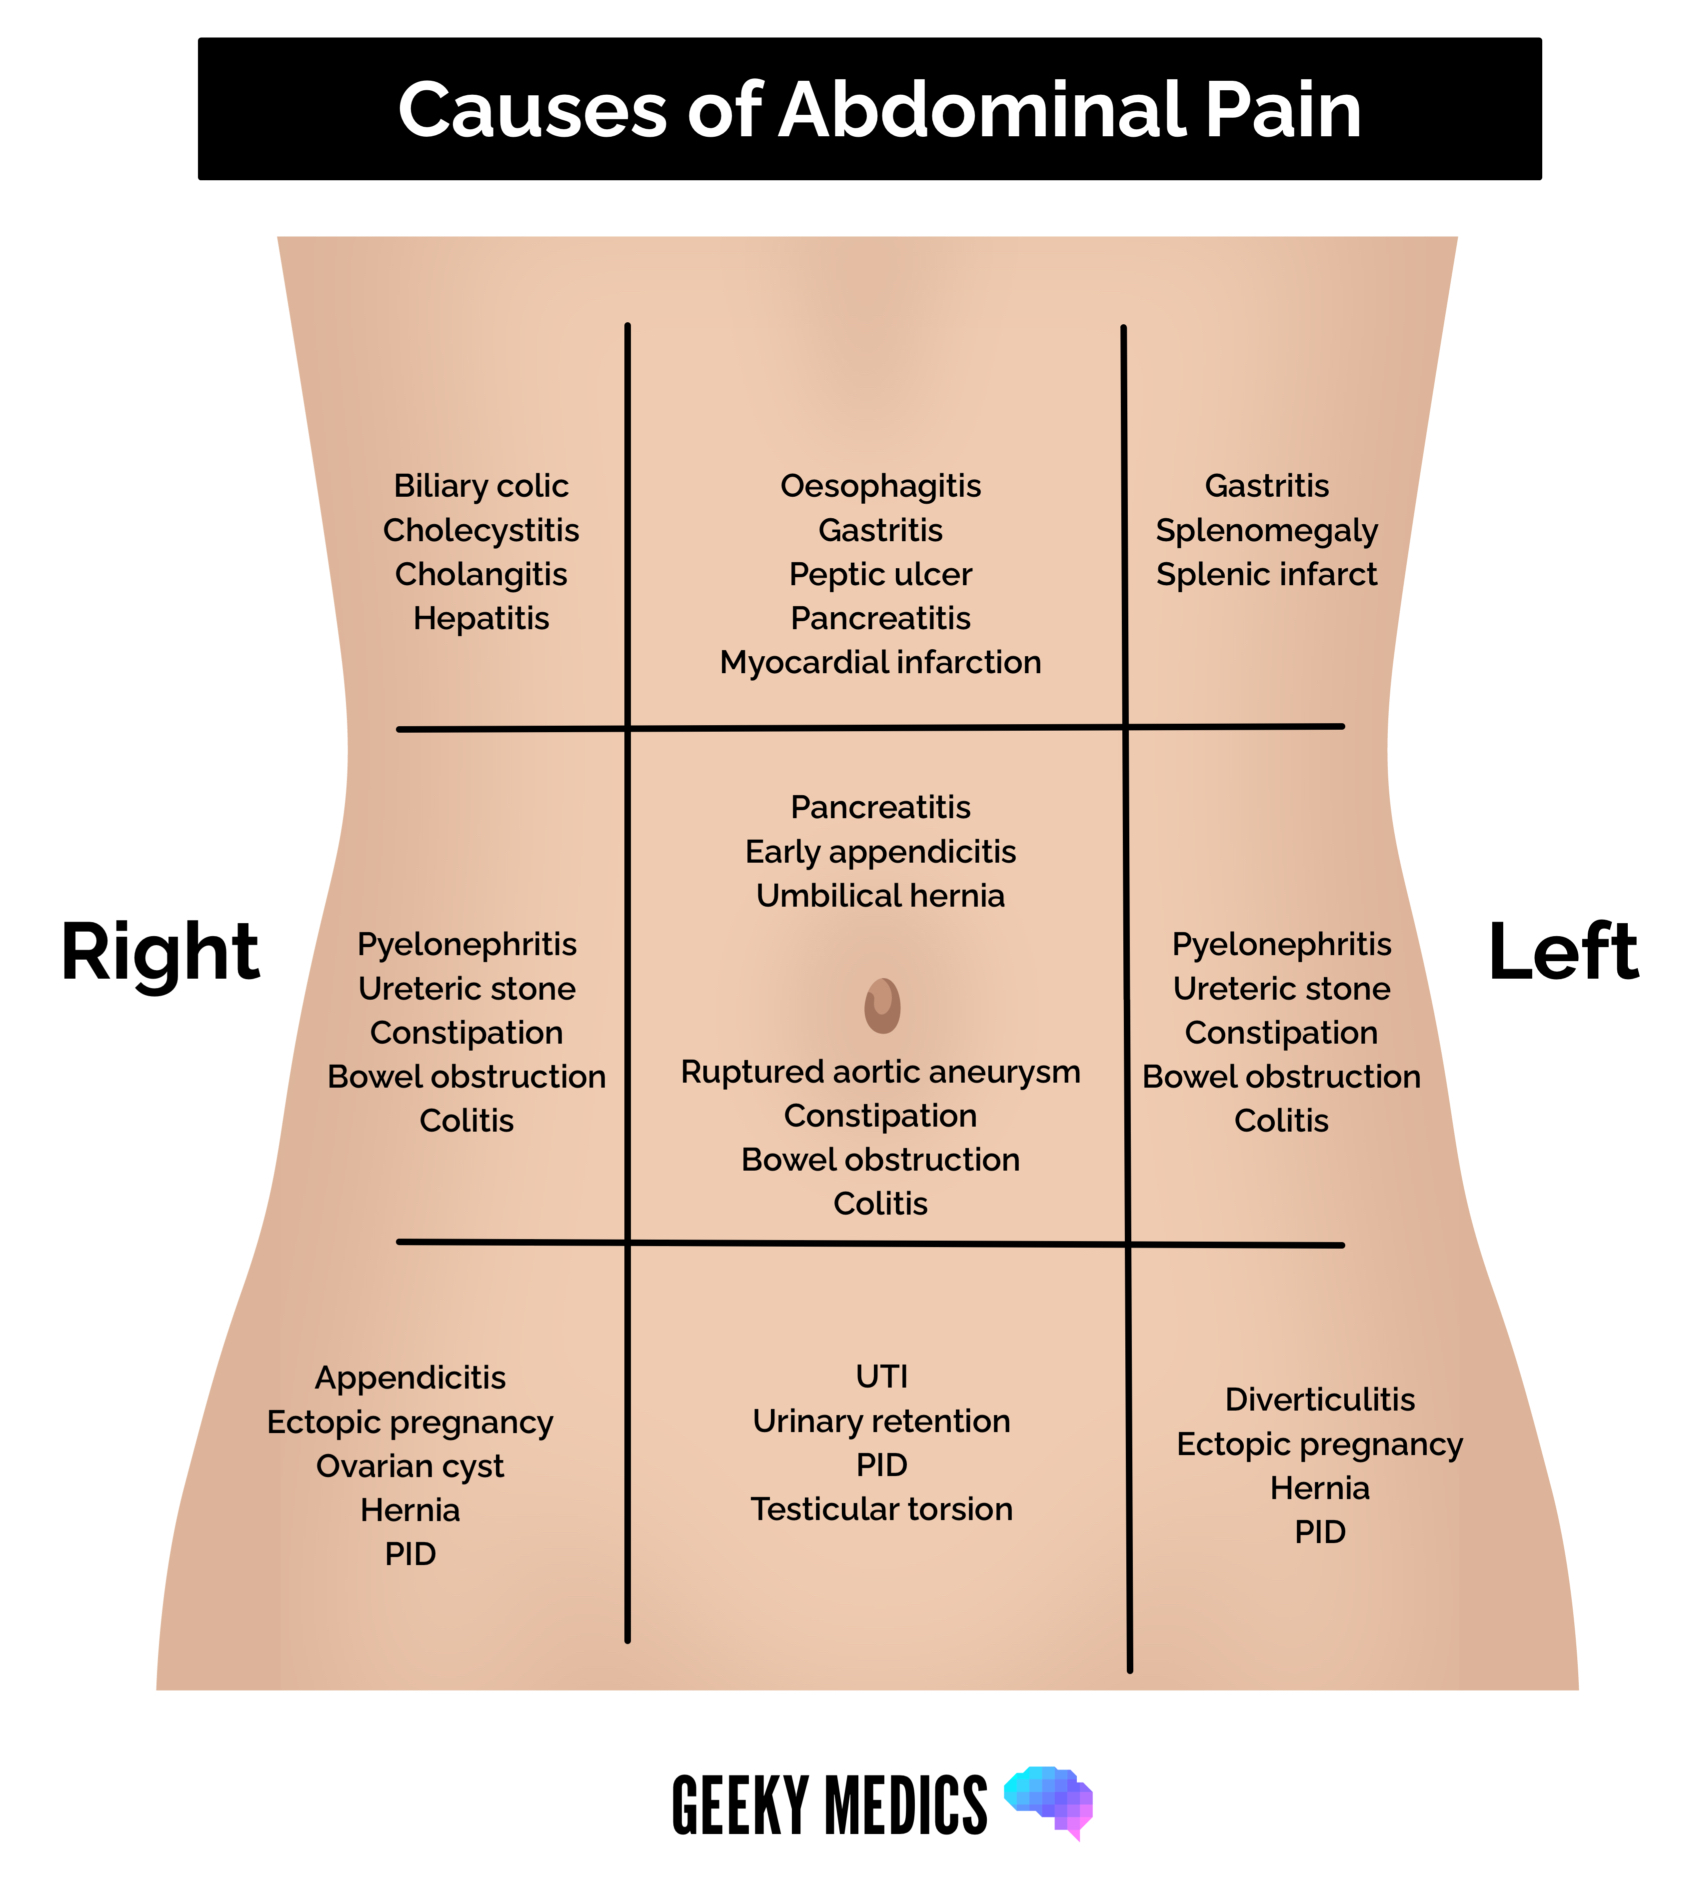 Causes of Abdominal Pain
Biliary colic
Cholecystitis
Cholangitis
Hepatitis
Oesophagitis
Gastritis
Peptic ulcer
Pancreatitis
Myocardial infarction
Gastritis
Splenomegaly
Splenic infarct
Right
Pyelonephritis
Ureteric stone
Constipation
Bowel obstruction
Colitis
Pancreatitis
Early appendicitis
Umbilical hernia
Ruptured aortic aneurysm
Constipation
Bowel obstruction
Colitis
Pyelonephritis
Ureteric stone
Constipation
Bowel obstruction
Colitis
Left
Appendicitis
Ectopic pregnancy
Ovarian cyst
Hernia
PID
UTI
Urinary retention
PID
Testicular torsion
Diverticulitis
Ectopic pregnancy
Hernia
PID
GEEKY MEDICS